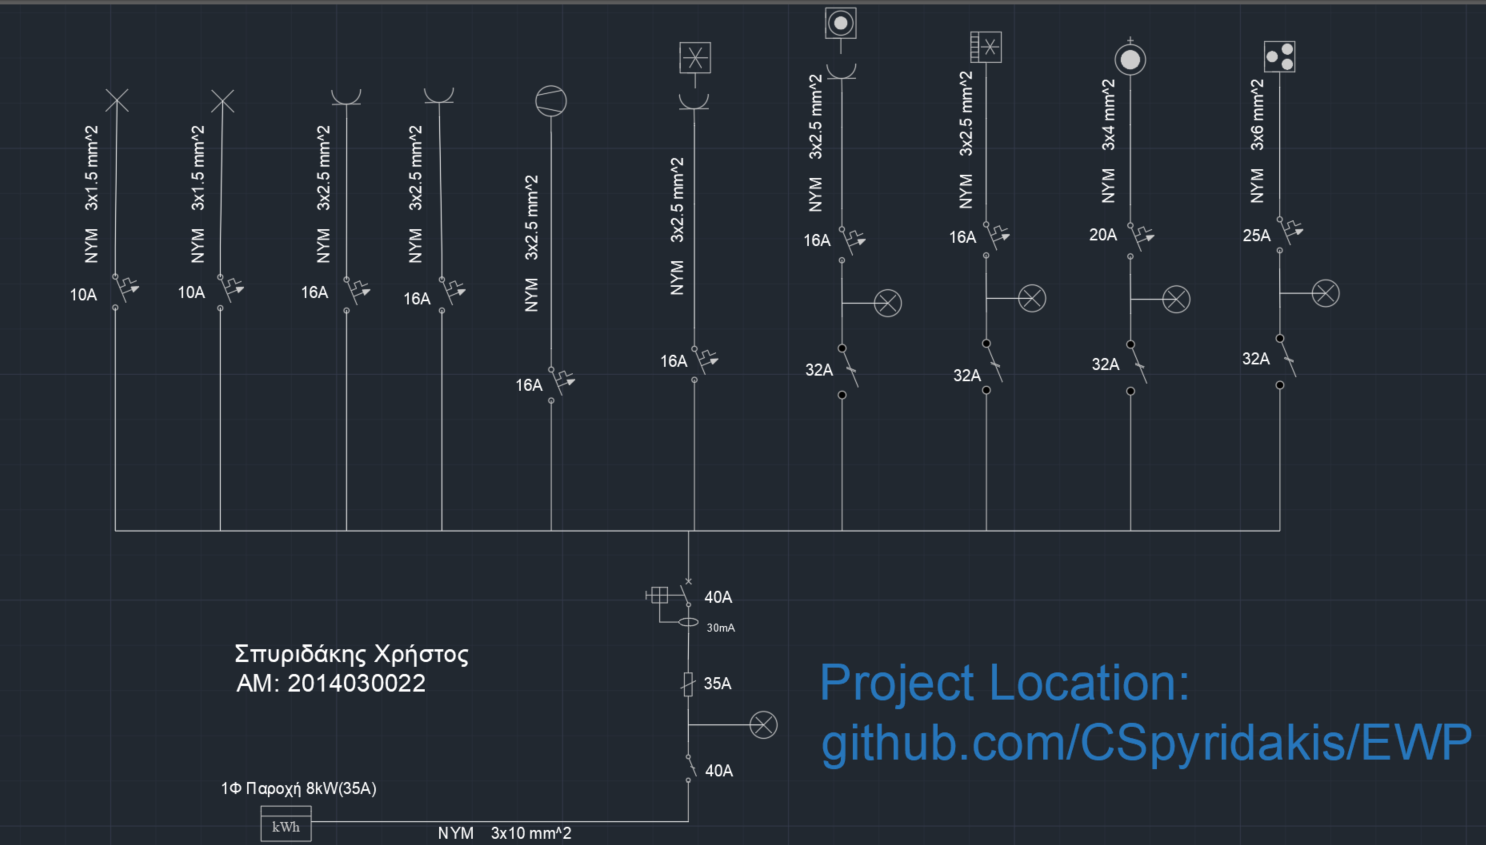 NYM 3x1.5 mm^2
NYM 3x1.5 mm^2
NYM 3x2.5 mm^2
NYM 3x2.5 mm^2
NYM 3x2.5 mm^2
NYM 3x2.5 mm^2
NYM 3x2.5 mm^2
NYM 3x2.5 mm^2
NYM 3x4 mm^2
NYM 3x6 mm^2
10A
10A
16A
16A
16A
16A
16A
16A
20A
25A
32A
32A
32A
32A
40A
30mA
35A
40A
Σπυριδάκης Χρήστος
ΑΜ: 2014030022
Project Location:
github.com/CSpyridakis/EWP
1Φ Παροχή 8kW(35A)
kWh
NYM 3x10 mm^2